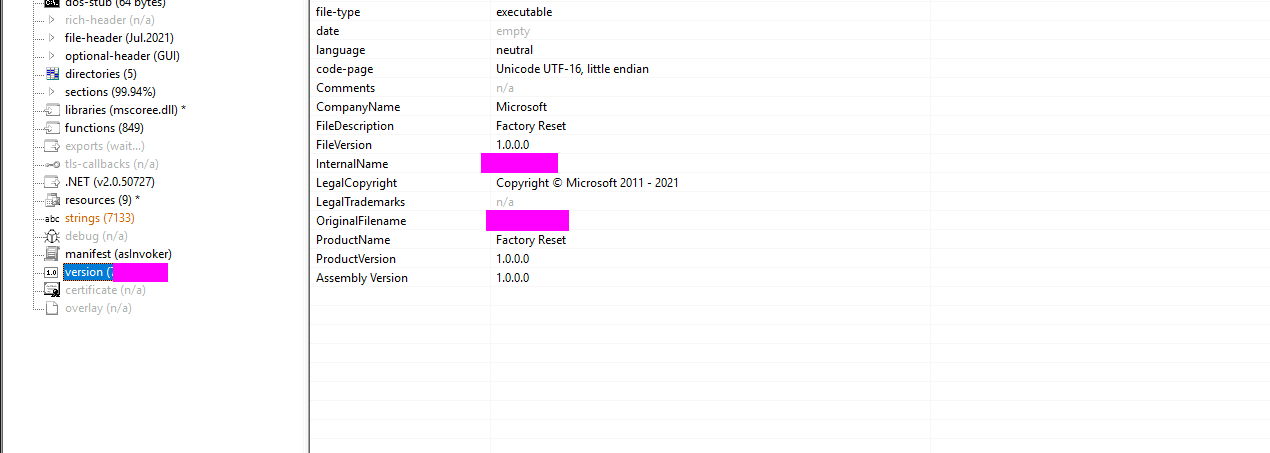 dos-stub (64 bytes)
rich-header (n/a)
file-header (Jul.2021)
optional-header (GUI)
directories (5)
sections (99.94%)
libraries (mscoree.dll) *
functions (849)
exports (wait...)
tls-callbacks (n/a)
.NET (v2.0.50727)
resources (9) *
abc strings (7133)
debug (n/a)
manifest (asInvoker)
1.0 version (
certificate (n/a)
overlay (n/a)
file-type executable
date empty
language neutral
code-page Unicode UTF-16, little endian
Comments n/a
CompanyName Microsoft
FileDescription Factory Reset
FileVersion 1.0.0.0
InternalName
LegalCopyright Copyright © Microsoft 2011 - 2021
LegalTrademarks n/a
OriginalFilename
ProductName Factory Reset
ProductVersion 1.0.0.0
Assembly Version 1.0.0.0